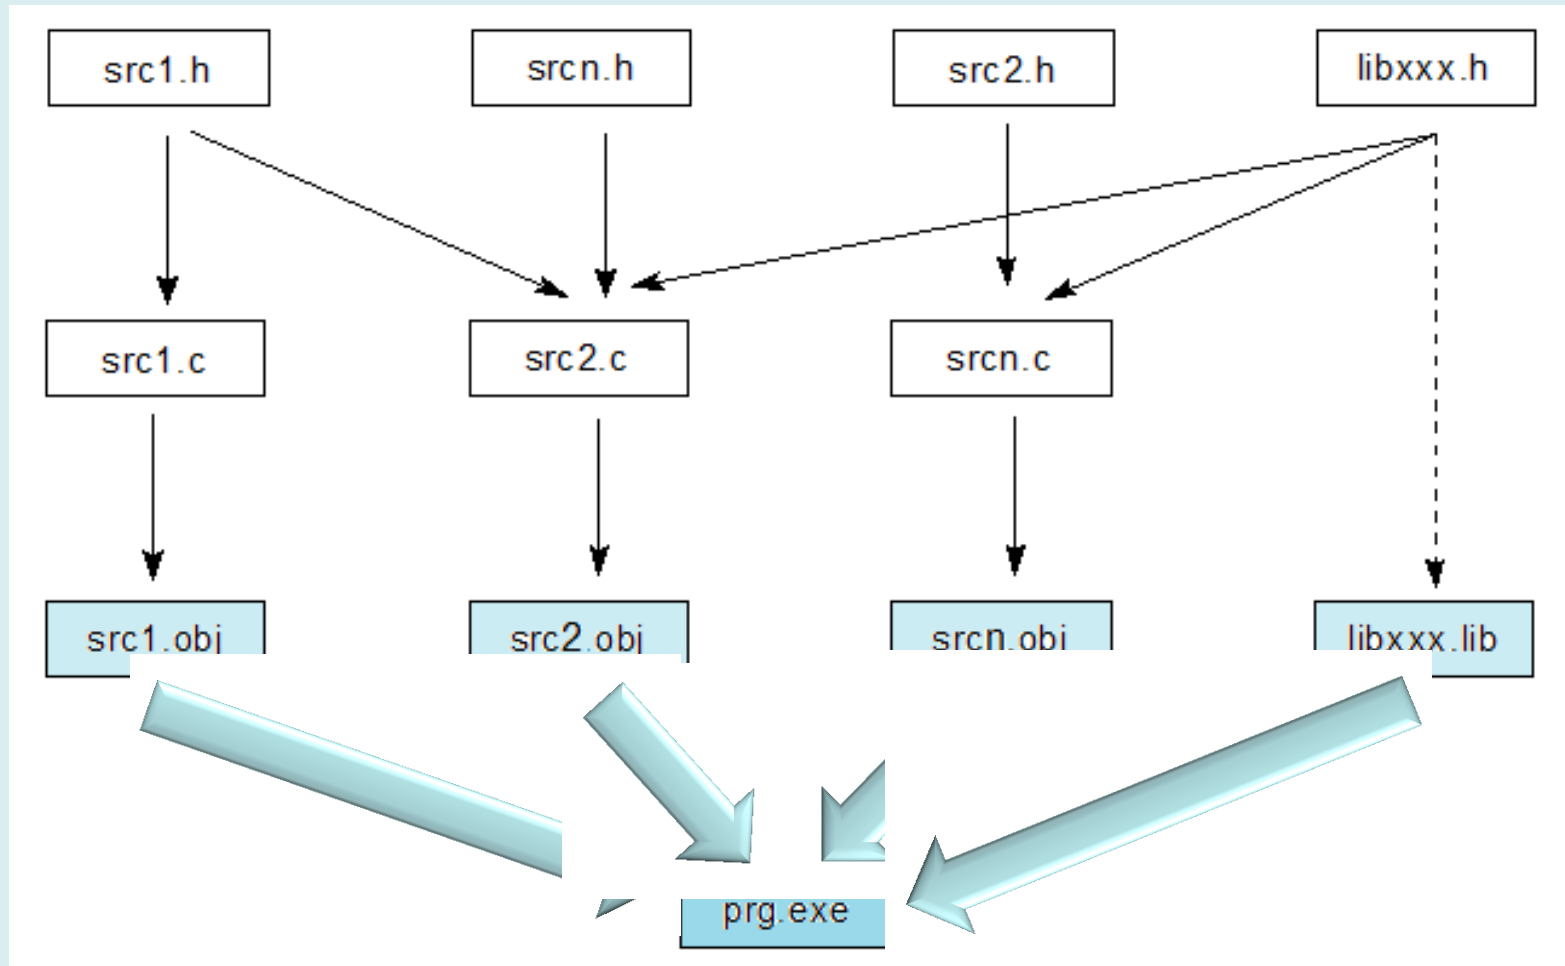 src1.h
srcn.h
src2.h
libxxx.h
src1.c
src2.c
srcn.c
src1.obj
src2.obj
srcn.obj
libxxx.lib
prg.exe